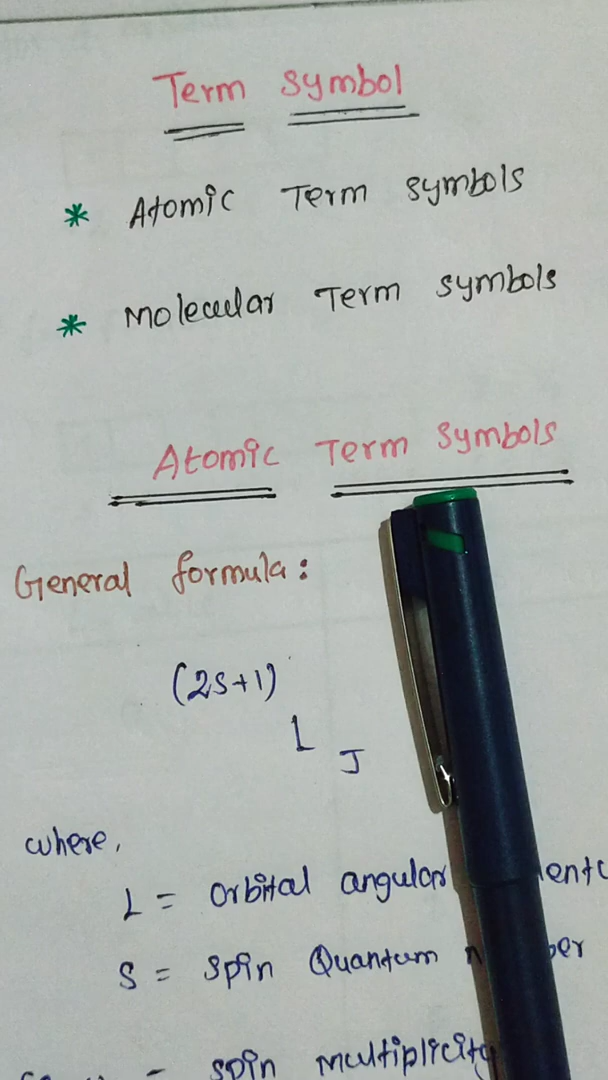 Term Symbol
* Atomic Term symbols
* Molecular Term symbols
Atomic Term Symbols
General formula:
(2S+1)
L J
where,
L = Orbital angular
S = Spin Quantum
= spin multiplicity